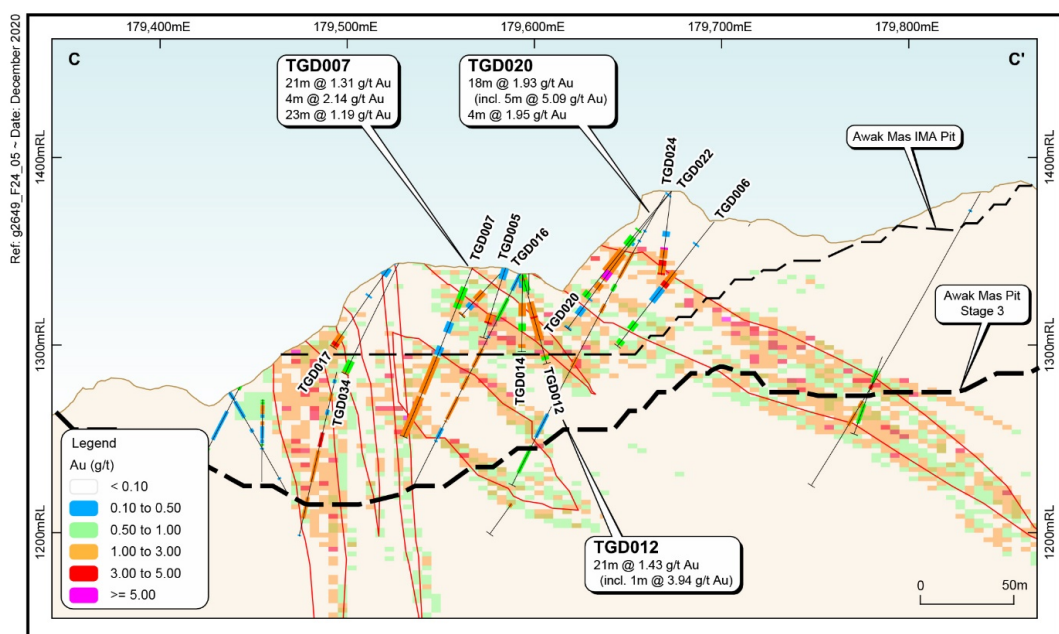 Ref: g2649_F24_05 ~ Date: December 2020
179,400mE
179,500mE
179,600mE
179,700mE
179,800mE
C
C'
TGD007
21m @ 1.31 g/t Au
4m @ 2.14 g/t Au
23m @ 1.19 g/t Au
TGD020
18m @ 1.93 g/t Au
(incl. 5m @ 5.09 g/t Au)
4m @ 1.95 g/t Au
Awak Mas IMA Pit
1400mRL
1400mRL
TGD024
TGD022
TGD006
TGD007
TGD005
TGD016
TGD020
1300mRL
1300mRL
Awak Mas Pit
Stage 3
TGD017
TGD034
TGD014
TGD012
Legend
Au (g/t)
< 0.10
0.10 to 0.50
0.50 to 1.00
1.00 to 3.00
3.00 to 5.00
>= 5.00
1200mRL
1200mRL
TGD012
21m @ 1.43 g/t Au
(incl. 1m @ 3.94 g/t Au)
0
50m